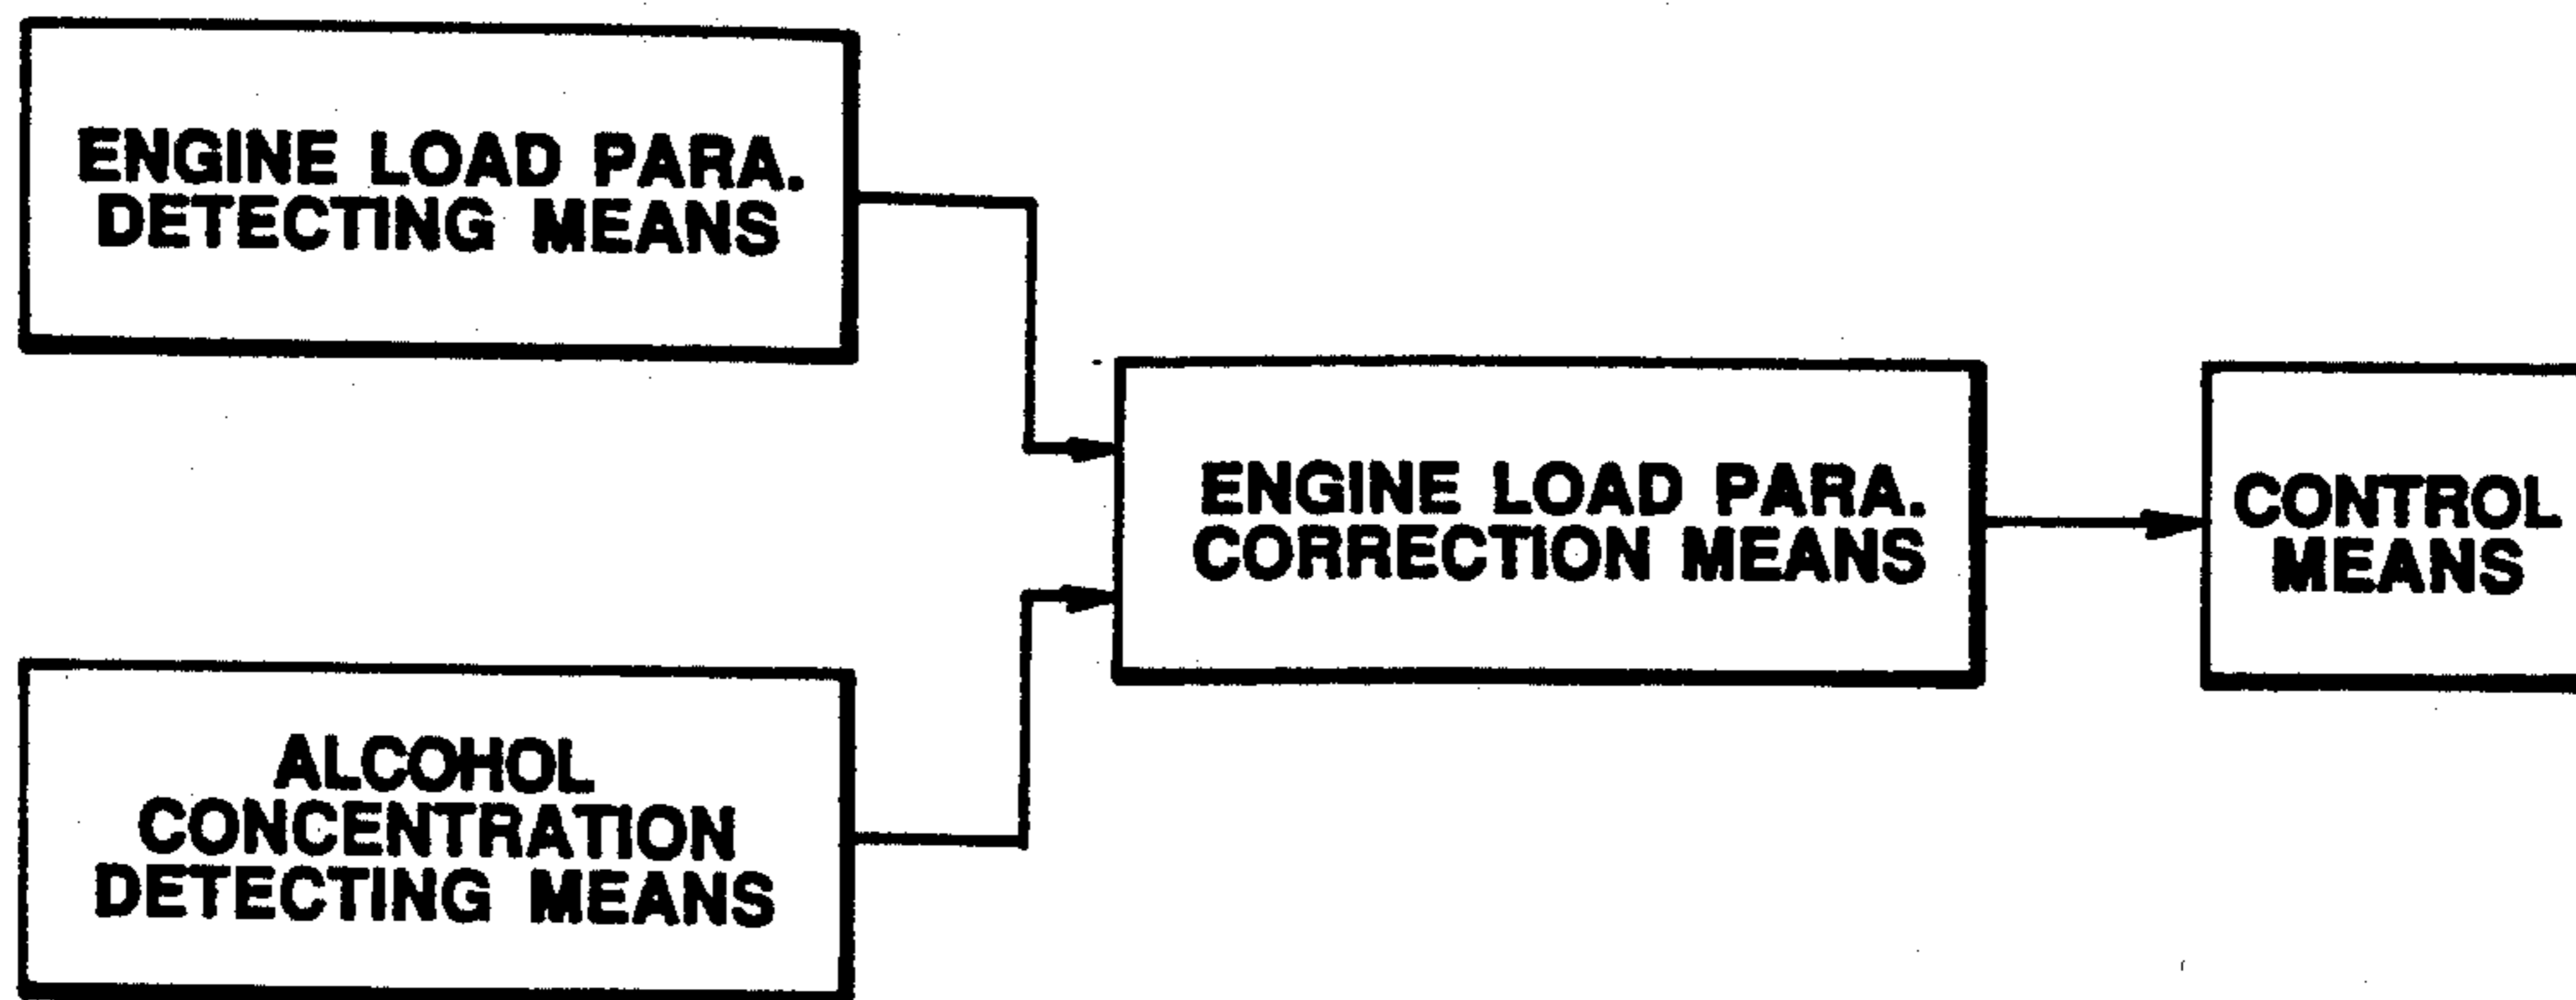 ENGINE LOAD PARA.
DETECTING MEANS
ENGINE LOAD PARA.
CORRECTION MEANS
CONTROL
MEANS
ALCOHOL
CONCENTRATION
DETECTING MEANS